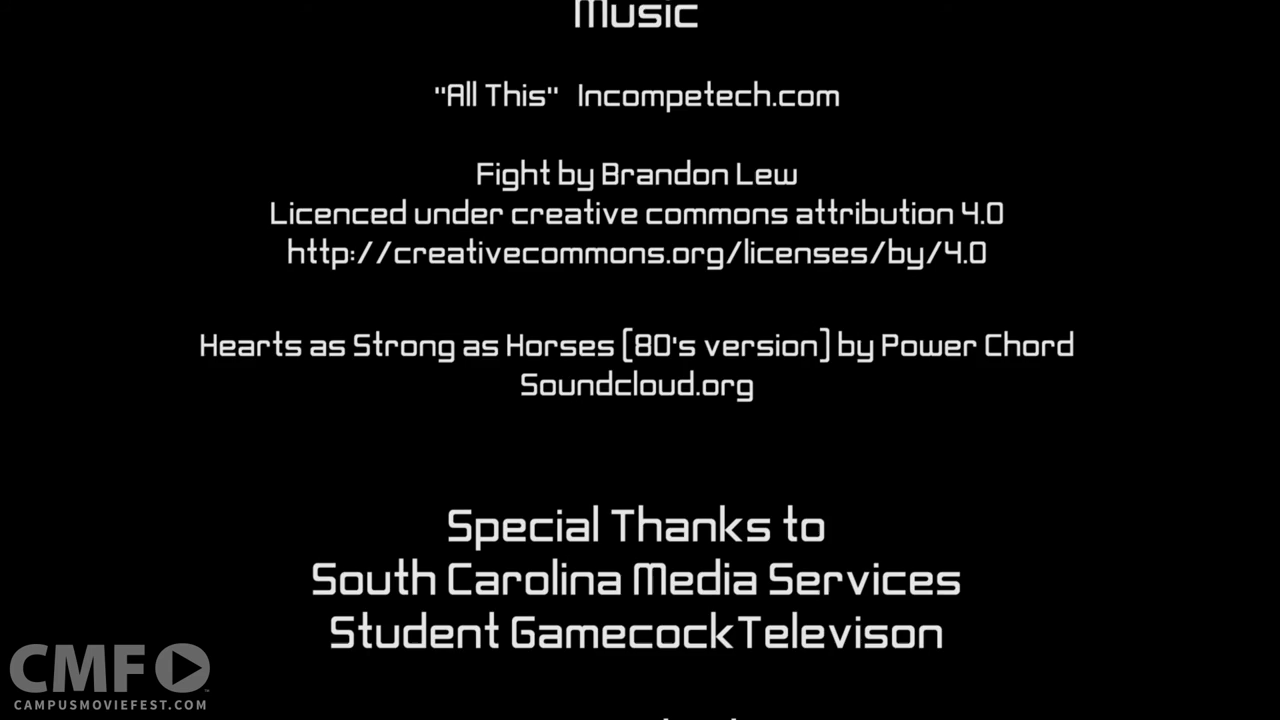 Music
"All This" Incompetech.com
Fight by Brandon Lew
Licenced under creative commons attribution 4.0
http://creativecommons.org/licenses/by/4.0
Hearts as Strong as Horses [80's version] by Power Chord
Soundcloud.org
Special Thanks to
South Carolina Media Services
Student GamecockTelevison
CMF
CAMPUSMOVIEFEST.COM